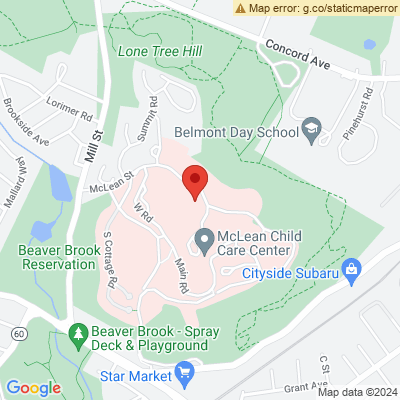 Map error: g.co/staticmaperror
Lone Tree Hill
Concord Ave
Lorimer Rd
Brookside Ave
Summit Rd
Mill St
Pinehurst Rd
Belmont Day School
Mallard Way
McLean St
W Rd
S Cottage Rd
McLean Child
Care Center
Beaver Brook
Reservation
Main Rd
Cityside Subaru
60
Beaver Brook - Spray
Deck & Playground
Star Market
C St
Grant Ave
Google
Map data ©2024